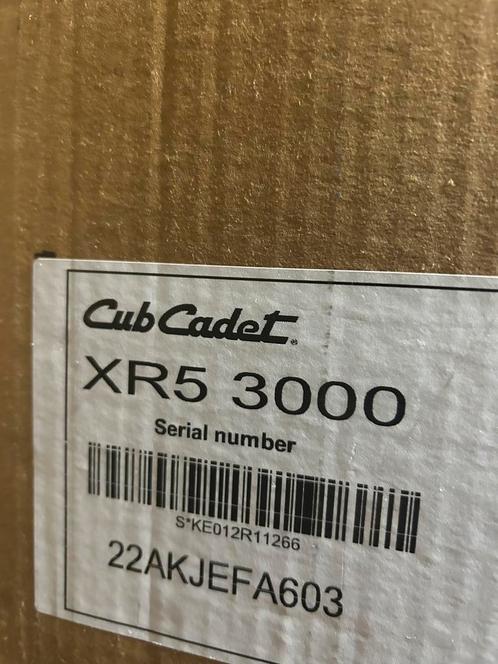 Cub Cadet.
XR5 3000
Serial number
S*KE012R11266
22AKJEFA603